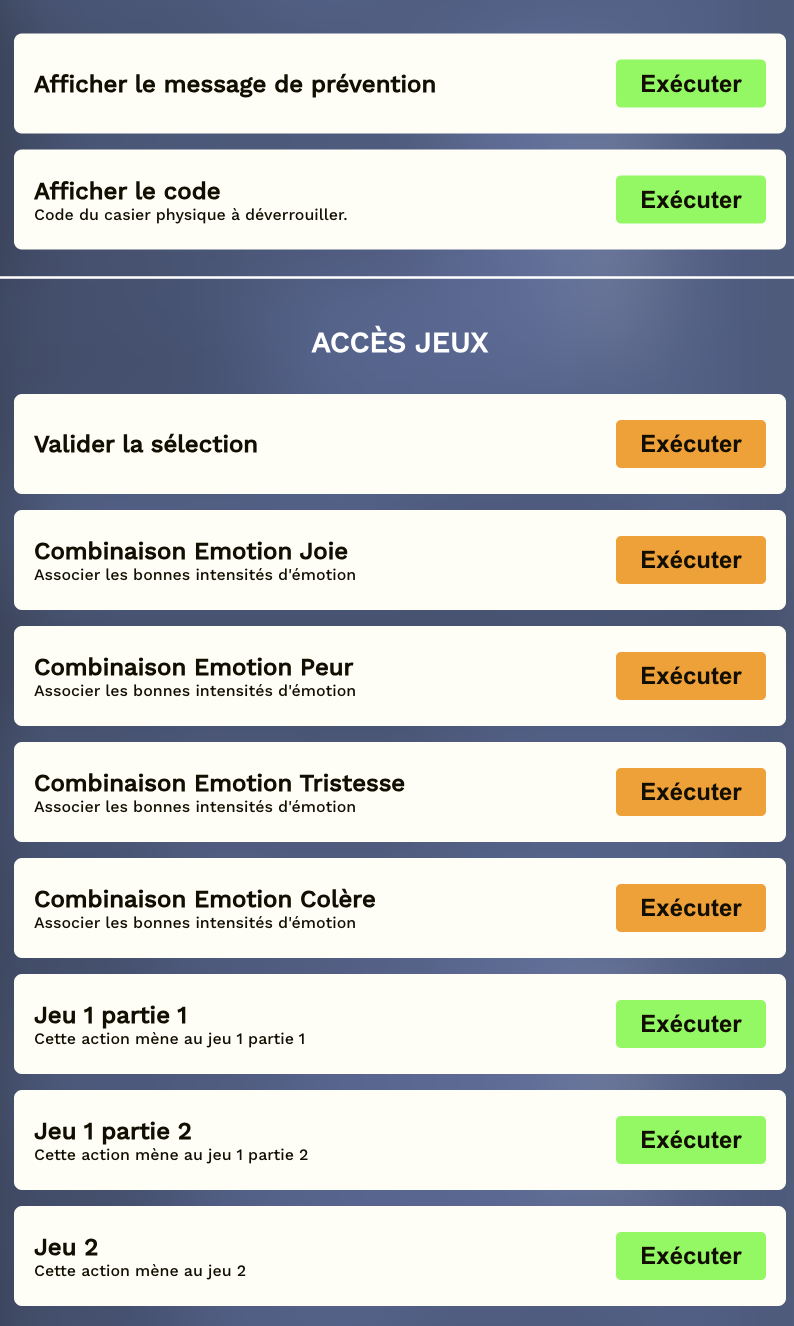 Afficher le message de prévention
Exécuter
Afficher le code
Code du casier physique à déverrouiller.
Exécuter
ACCÈS JEUX
Valider la sélection
Exécuter
Combinaison Emotion Joie
Associer les bonnes intensités d'émotion
Exécuter
Combinaison Emotion Peur
Associer les bonnes intensités d'émotion
Exécuter
Combinaison Emotion Tristesse
Associer les bonnes intensités d'émotion
Exécuter
Combinaison Emotion Colère
Associer les bonnes intensités d'émotion
Exécuter
Jeu 1 partie 1
Cette action mène au jeu 1 partie 1
Exécuter
Jeu 1 partie 2
Cette action mène au jeu 1 partie 2
Exécuter
Jeu 2
Cette action mène au jeu 2
Exécuter